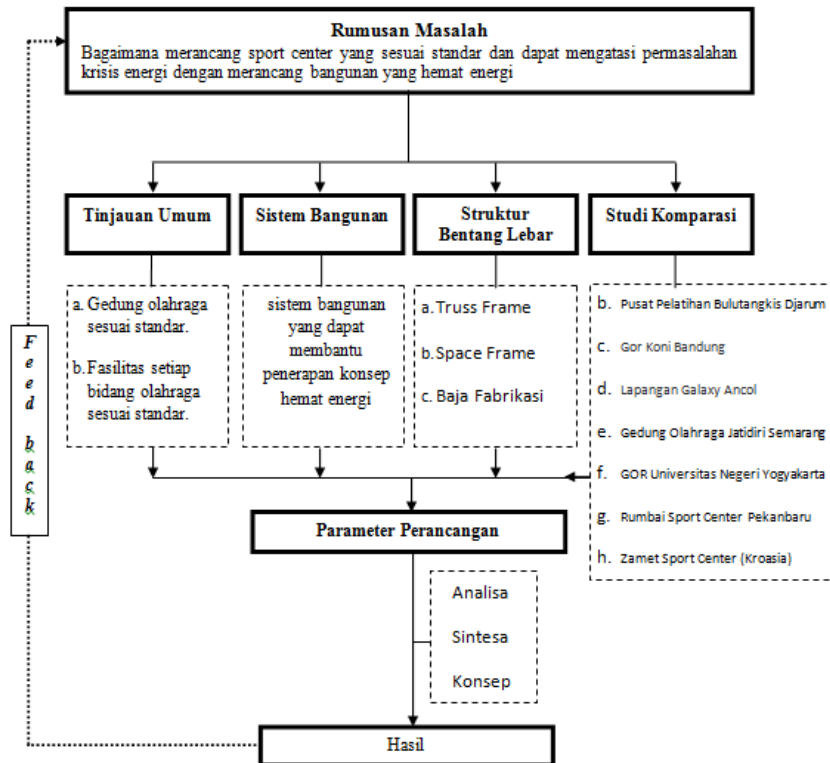 Rumusan Masalah
Bagaimana merancang sport center yang sesuai standar dan dapat mengatasi permasalahan
krisis energi dengan merancang bangunan yang hemat energi
Tinjauan Umum
Sistem Bangunan
Struktur
Bentang Lebar
Studi Komparasi
a. Gedung olahraga
sesuai standar.
b. Fasilitas setiap
bidang olahraga
sesuai standar.
sistem bangunan
yang dapat
membantu
penerapan konsep
hemat energi
a. Truss Frame
b. Space Frame
c. Baja Fabrikasi
b. Pusat Pelatihan Bulutangkis Djarum
c. Gor Koni Bandung
d. Lapangan Galaxy Ancol
e. Gedung Olahraga Jatidiri Semarang
f. GOR Universitas Negeri Yogyakarta
g. Rumbai Sport Center Pekanbaru
h. Zamet Sport Center (Kroasia)
Feed back
Parameter Perancangan
Analisa
Sintesa
Konsep
Hasil